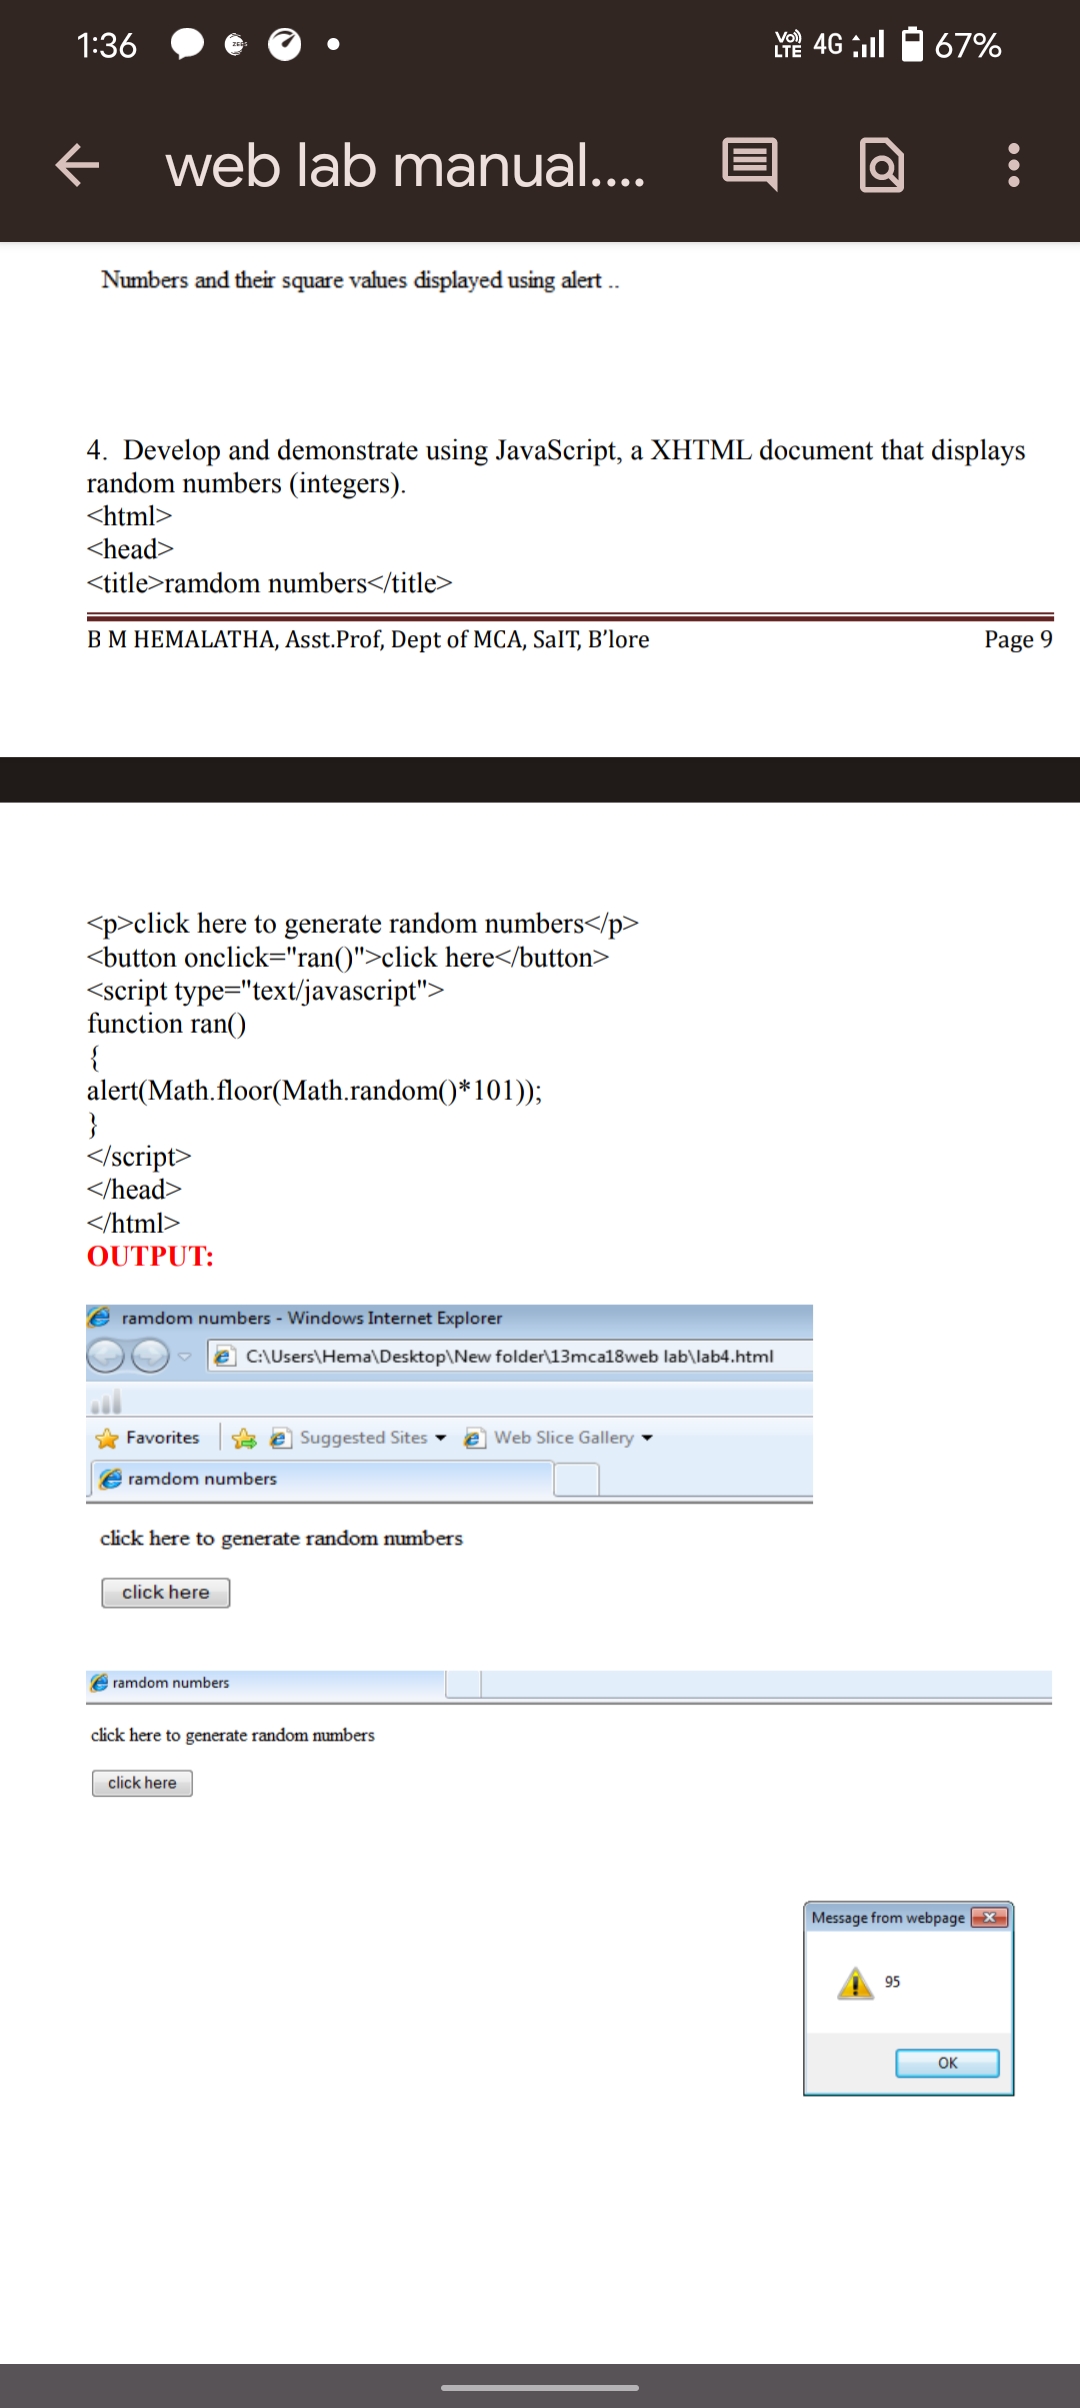 1:36
Vo)) LTE 4G 67%
web lab manual....
Numbers and their square values displayed using alert ..
4. Develop and demonstrate using JavaScript, a XHTML document that displays
random numbers (integers).
<html>
<head>
<title>ramdom numbers</title>
B M HEMALATHA, Asst.Prof, Dept of MCA, SaIT, B'lore Page 9
<p>click here to generate random numbers</p>
<button onclick="ran()">click here</button>
<script type="text/javascript">
function ran()
{
alert(Math.floor(Math.random()*101));
}
</script>
</head>
</html>
OUTPUT:
ramdom numbers - Windows Internet Explorer
C:\Users\Hema\Desktop\New folder\13mca18web lab\lab4.html
Favorites Suggested Sites Web Slice Gallery
ramdom numbers
click here to generate random numbers
click here
ramdom numbers
click here to generate random numbers
click here
Message from webpage
95
OK